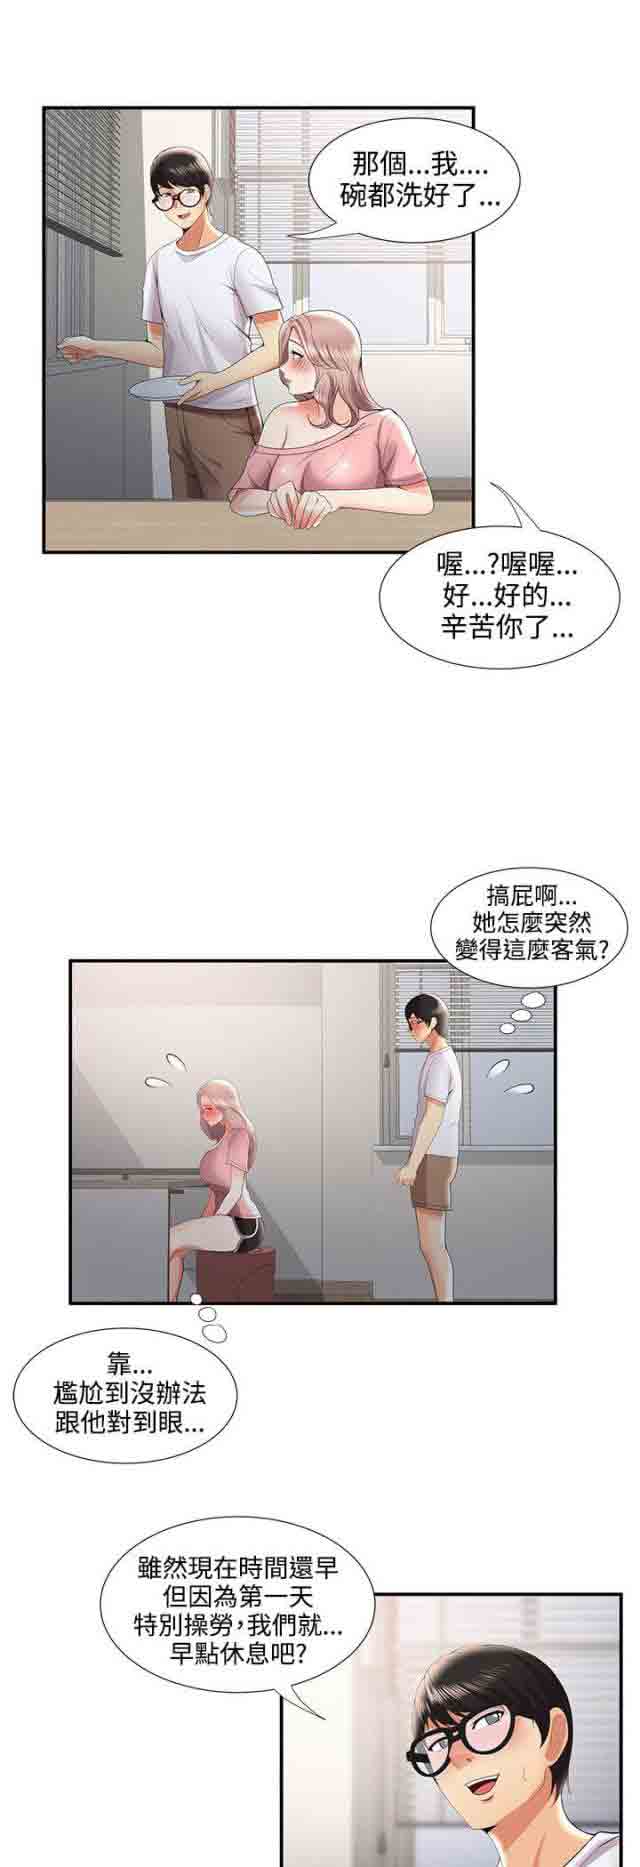 那個...我....
碗都洗好了...
喔...?喔喔...
好...好的...
辛苦你了...
搞屁啊...
她怎麼突然
變得這麼客氣?
靠...
尷尬到沒辦法
跟他對到眼...
雖然現在時間還早
但因為第一天
特別操勞,我們就...
早點休息吧?